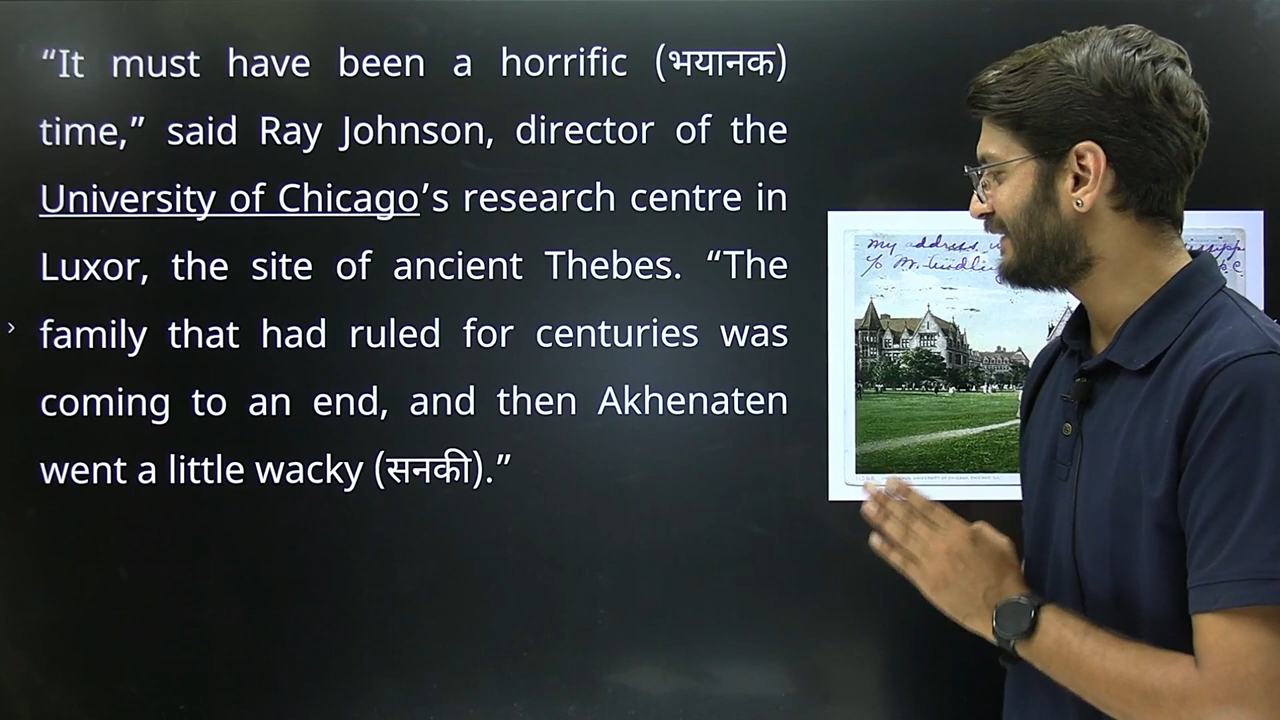 “It must have been a horrific (भयानक)
time,” said Ray Johnson, director of the
University of Chicago’s research centre in
Luxor, the site of ancient Thebes. “The
family that had ruled for centuries was
coming to an end, and then Akhenaten
went a little wacky (सनकी).”
my address